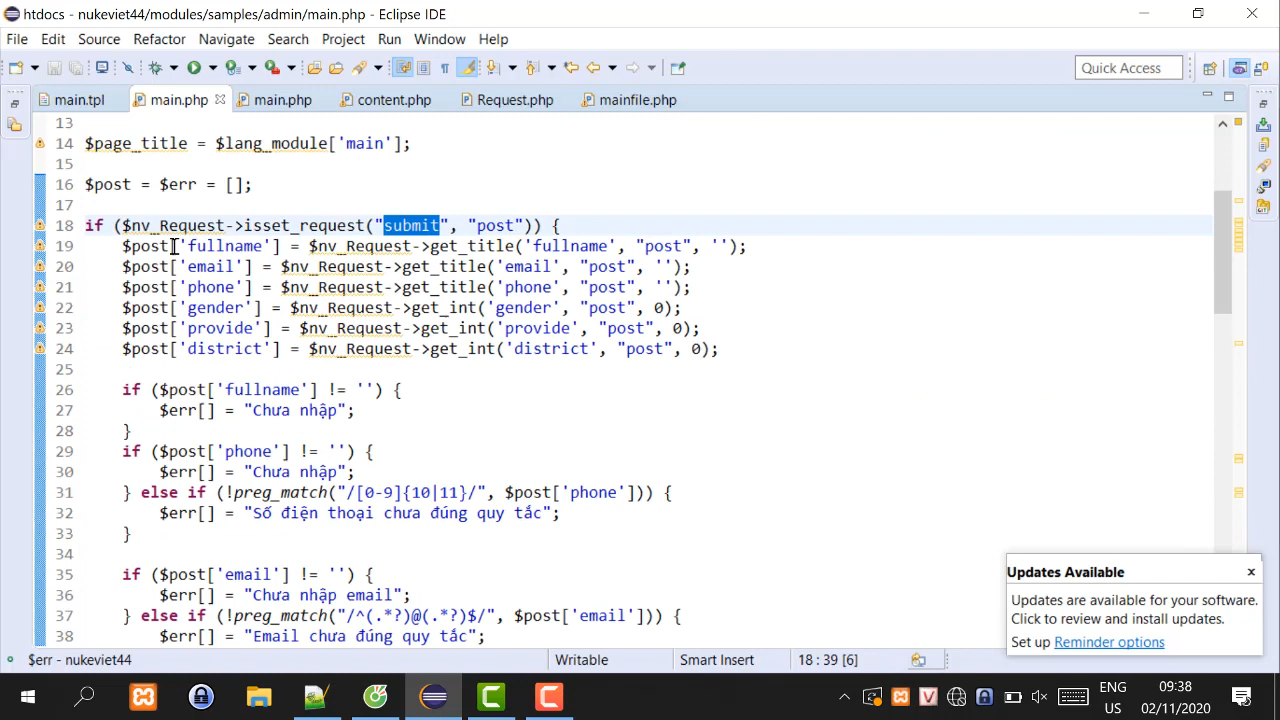 htdocs - nukeviet44/modules/samples/admin/main.php - Eclipse IDE
File Edit Source Refactor Navigate Search Project Run Window Help
Quick Access
main.tpl main.php main.php content.php Request.php mainfile.php
13
14 $page_title = $lang_module['main'];
15
16 $post = $err = [];
17
18 if ($nv_Request->isset_request("submit", "post")) {
19 $post['fullname'] = $nv_Request->get_title('fullname', "post", '');
20 $post['email'] = $nv_Request->get_title('email', "post", '');
21 $post['phone'] = $nv_Request->get_title('phone', "post", '');
22 $post['gender'] = $nv_Request->get_int('gender', "post", 0);
23 $post['provide'] = $nv_Request->get_int('provide', "post", 0);
24 $post['district'] = $nv_Request->get_int('district', "post", 0);
25
26 if ($post['fullname'] != '') {
27 $err[] = "Chưa nhập";
28 }
29 if ($post['phone'] != '') {
30 $err[] = "Chưa nhập";
31 } else if (!preg_match("/[0-9]{10|11}/", $post['phone'])) {
32 $err[] = "Số điện thoại chưa đúng quy tắc";
33 }
34
35 if ($post['email'] != '') {
36 $err[] = "Chưa nhập email";
37 } else if (!preg_match("/^(.*?)@(.*?)$/", $post['email'])) {
38 $err[] = "Email chưa đúng quy tắc";
Updates Available
Updates are available for your software.
Click to review and install updates.
Set up Reminder options
$err - nukeviet44 Writable Smart Insert 18 : 39 [6]
ENG
US
09:38
02/11/2020